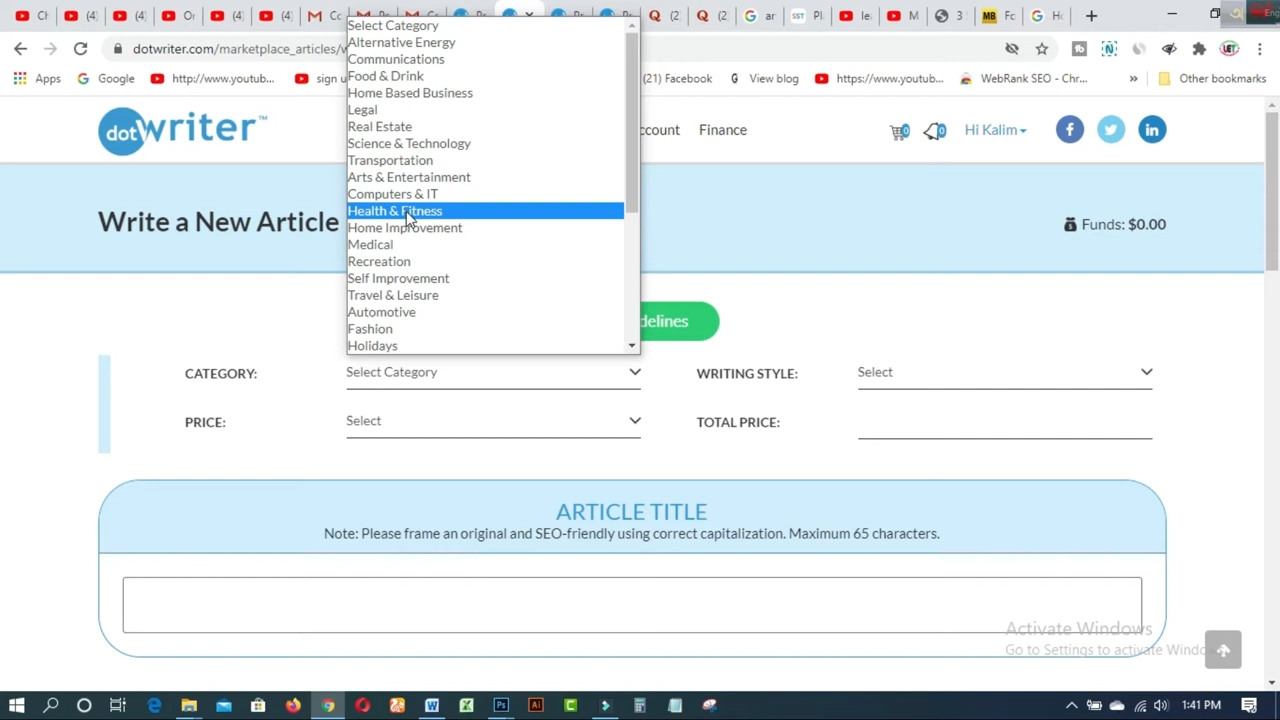 Select Category
Alternative Energy
Communications
Food & Drink
Home Based Business
Legal
Real Estate
Science & Technology
Transportation
Arts & Entertainment
Computers & IT
Health & Fitness
Home Improvement
Medical
Recreation
Self Improvement
Travel & Leisure
Automotive
Fashion
Holidays
dotwriter.com/marketplace_articles/
Apps Google http://www.youtub... sign u (21) Facebook View blog https://www.youtub... WebRank SEO - Chr... » Other bookmarks
dotwriter™
ccount Finance 0 0 Hi Kalim
Write a New Article
Funds: $0.00
delines
CATEGORY: Select Category WRITING STYLE: Select
PRICE: Select TOTAL PRICE:
ARTICLE TITLE
Note: Please frame an original and SEO-friendly using correct capitalization. Maximum 65 characters.
Activate Windows
Go to Settings to activate Windo
1:41 PM